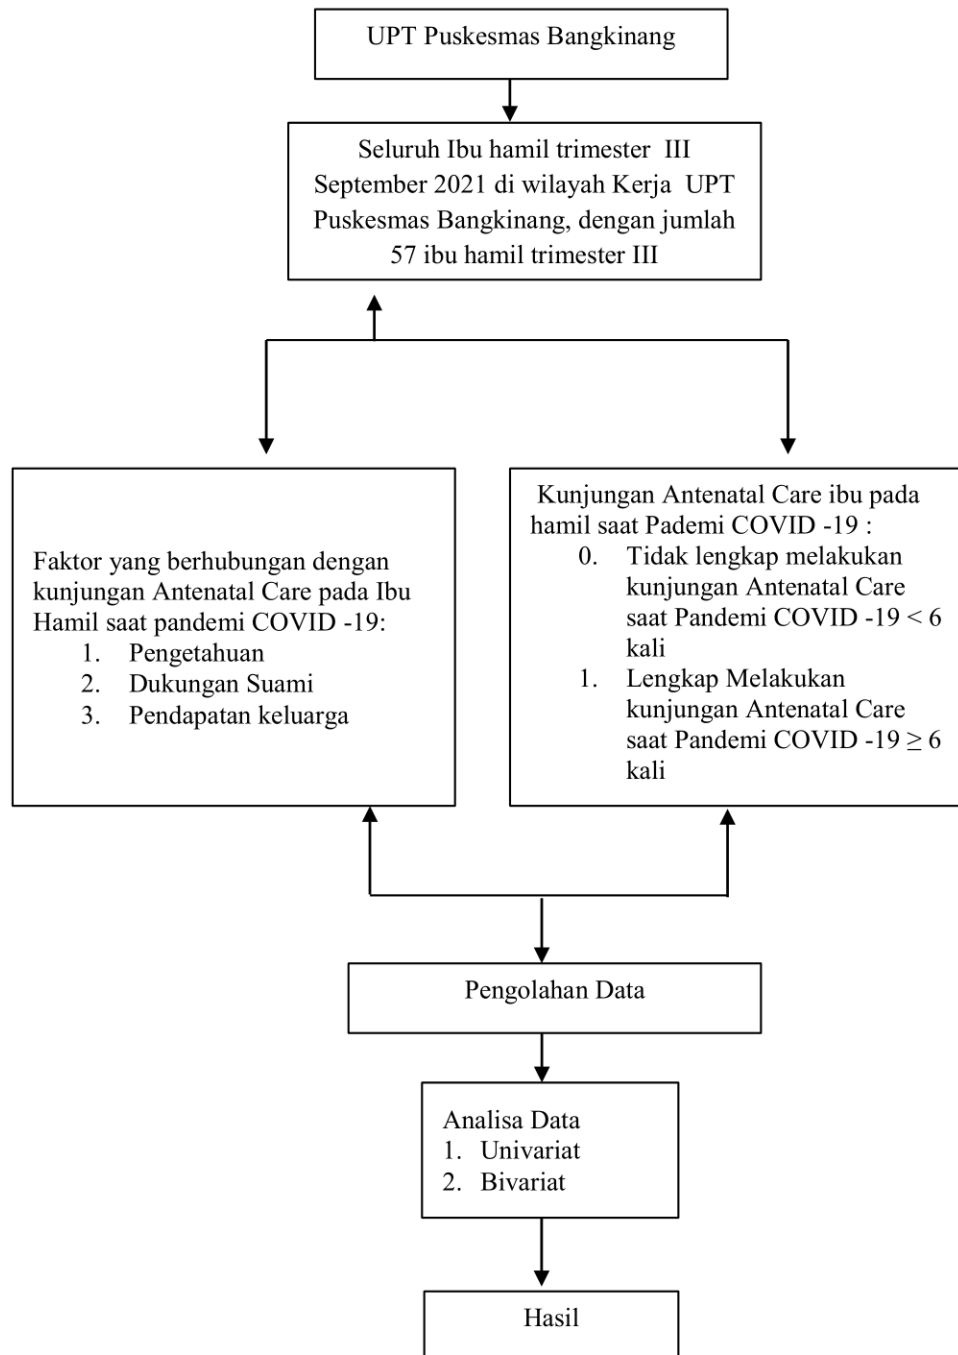 UPT Puskesmas Bangkinang
Seluruh Ibu hamil trimester III
September 2021 di wilayah Kerja UPT
Puskesmas Bangkinang, dengan jumlah
57 ibu hamil trimester III
Faktor yang berhubungan dengan
kunjungan Antenatal Care pada Ibu
Hamil saat pandemi COVID -19:
1. Pengetahuan
2. Dukungan Suami
3. Pendapatan keluarga
Kunjungan Antenatal Care ibu pada
hamil saat Pademi COVID -19 :
0. Tidak lengkap melakukan
kunjungan Antenatal Care
saat Pandemi COVID -19 < 6
kali
1. Lengkap Melakukan
kunjungan Antenatal Care
saat Pandemi COVID -19 ≥ 6
kali
Pengolahan Data
Analisa Data
1. Univariat
2. Bivariat
Hasil